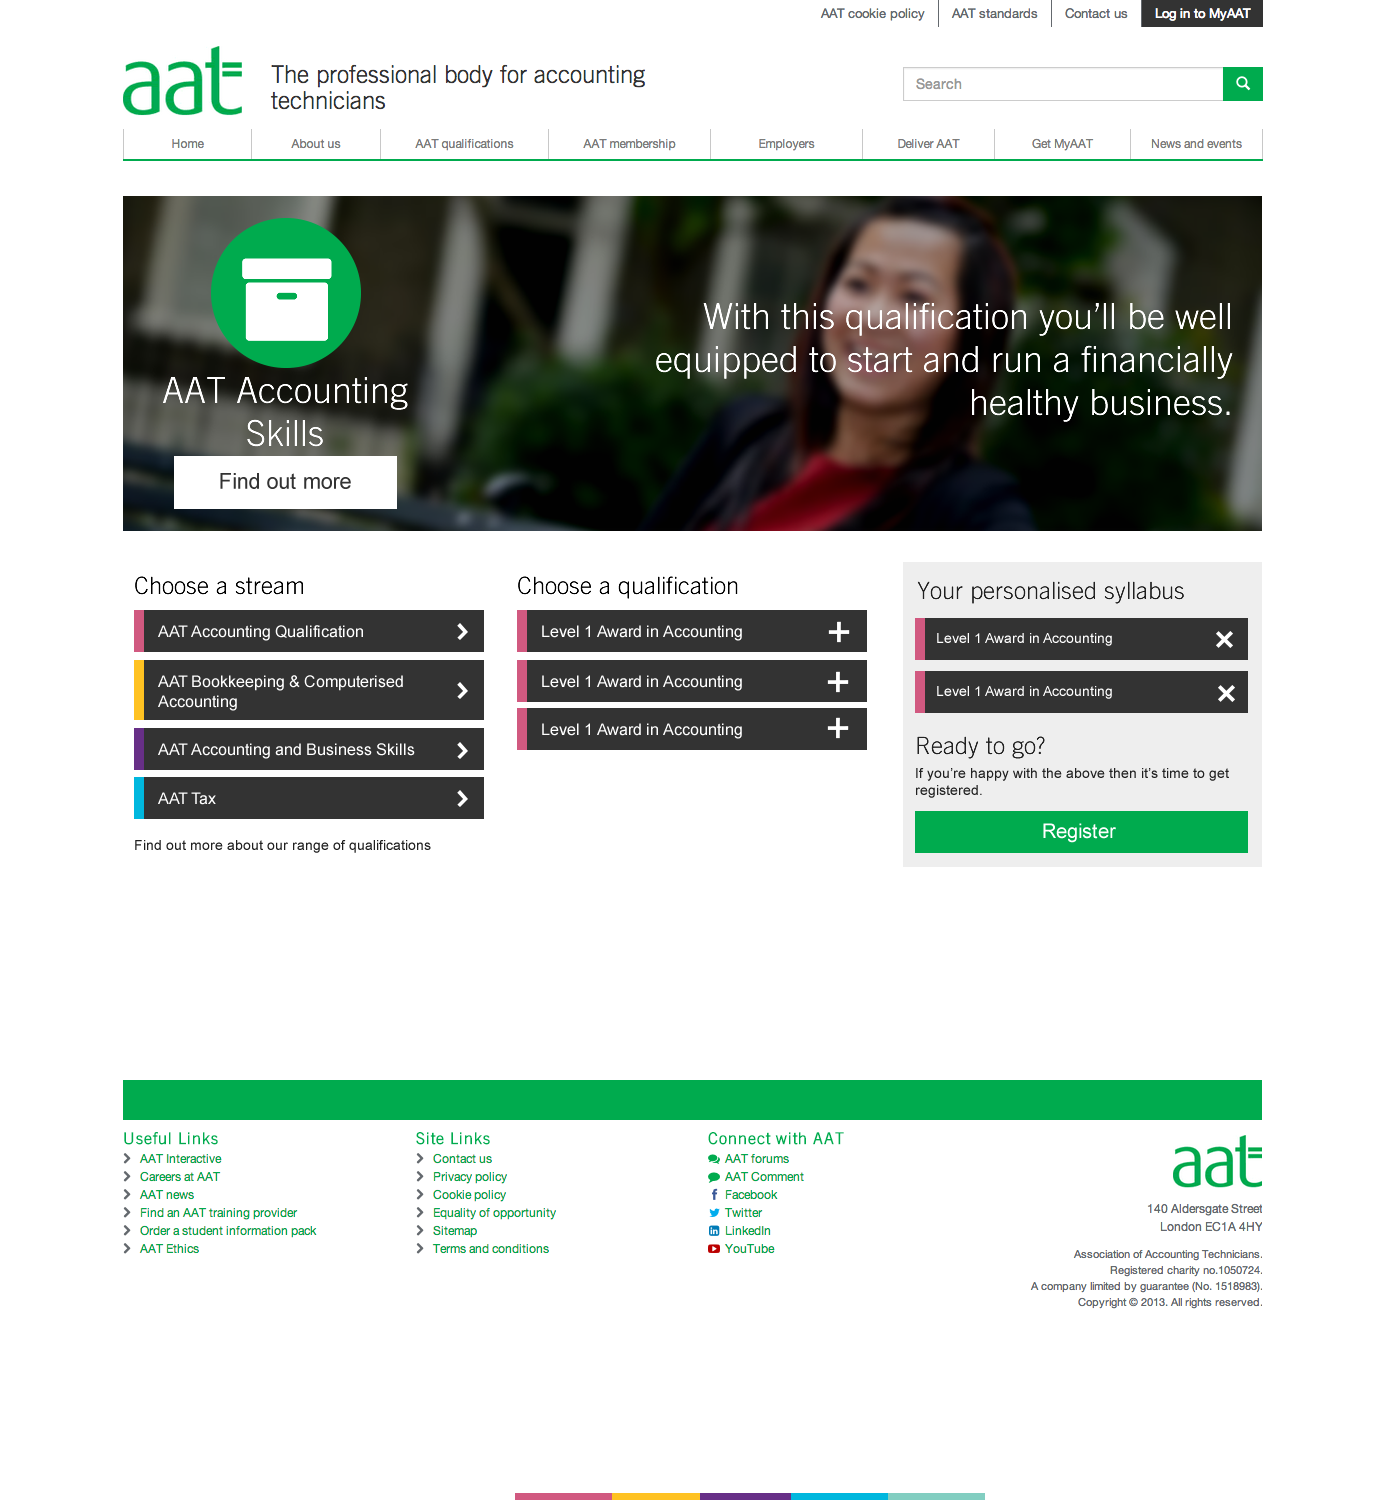 AAT cookie policy
AAT standards
Contact us
Log in to MyAAT
aat
The professional body for accounting
technicians
Search
Home
About us
AAT qualifications
AAT membership
Employers
Deliver AAT
Get MyAAT
News and events
AAT Accounting
Skills
Find out more
With this qualification you’ll be well
equipped to start and run a financially
healthy business.
Choose a stream
AAT Accounting Qualification
AAT Bookkeeping & Computerised
Accounting
AAT Accounting and Business Skills
AAT Tax
Find out more about our range of qualifications
Choose a qualification
Level 1 Award in Accounting
Level 1 Award in Accounting
Level 1 Award in Accounting
Your personalised syllabus
Level 1 Award in Accounting
Level 1 Award in Accounting
Ready to go?
If you’re happy with the above then it’s time to get
registered.
Register
Useful Links
AAT Interactive
Careers at AAT
AAT news
Find an AAT training provider
Order a student information pack
AAT Ethics
Site Links
Contact us
Privacy policy
Cookie policy
Equality of opportunity
Sitemap
Terms and conditions
Connect with AAT
AAT forums
AAT Comment
Facebook
Twitter
LinkedIn
YouTube
aat
140 Aldersgate Street
London EC1A 4HY
Association of Accounting Technicians.
Registered charity no.1050724.
A company limited by guarantee (No. 1518983).
Copyright © 2013. All rights reserved.